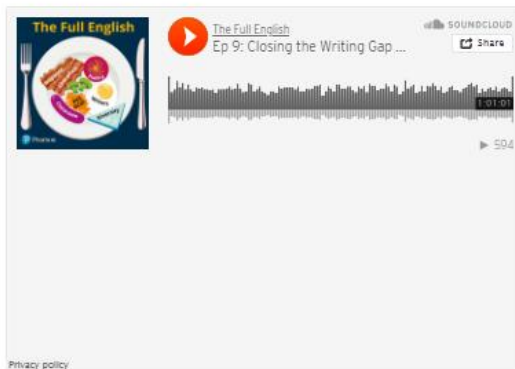 The Full English
Pearson
The Full English
Ep 9: Closing the Writing Gap ...
SOUNDCLOUD
Share
1:01:01
594
Privacy policy